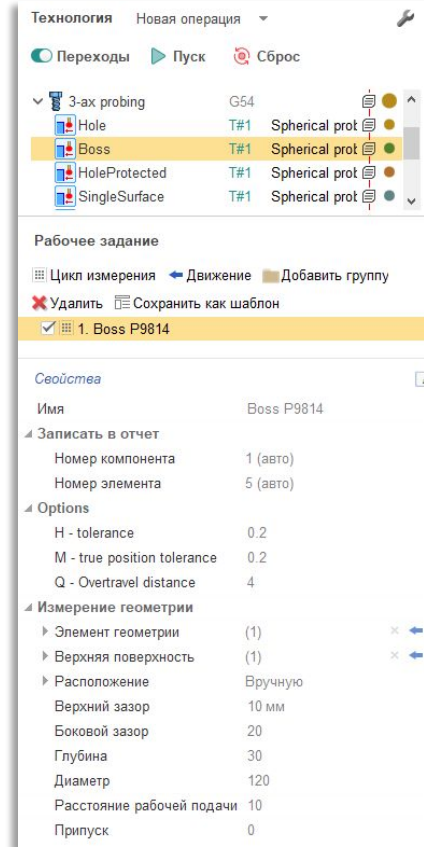 Технология Новая операция
Переходы Пуск Сброс
3-ax probing G54
Hole T#1 Spherical prob
Boss T#1 Spherical prob
HoleProtected T#1 Spherical prob
SingleSurface T#1 Spherical prob
Рабочее задание
Цикл измерения Движение Добавить группу
Удалить Сохранить как шаблон
1. Boss P9814
Свойства
Имя Boss P9814
Записать в отчет
Номер компонента 1 (авто)
Номер элемента 5 (авто)
Options
H - tolerance 0.2
M - true position tolerance 0.2
Q - Overtravel distance 4
Измерение геометрии
Элемент геометрии (1)
Верхняя поверхность (1)
Расположение Вручную
Верхний зазор 10 мм
Боковой зазор 20
Глубина 30
Диаметр 120
Расстояние рабочей подачи 10
Припуск 0